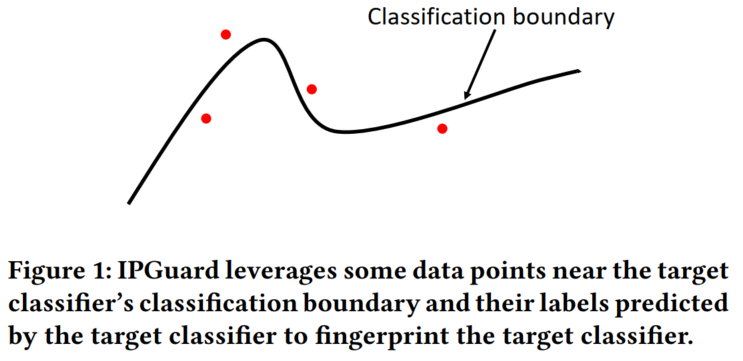 Classification boundary
Figure 1: IPGuard leverages some data points near the target
classifier’s classification boundary and their labels predicted
by the target classifier to fingerprint the target classifier.